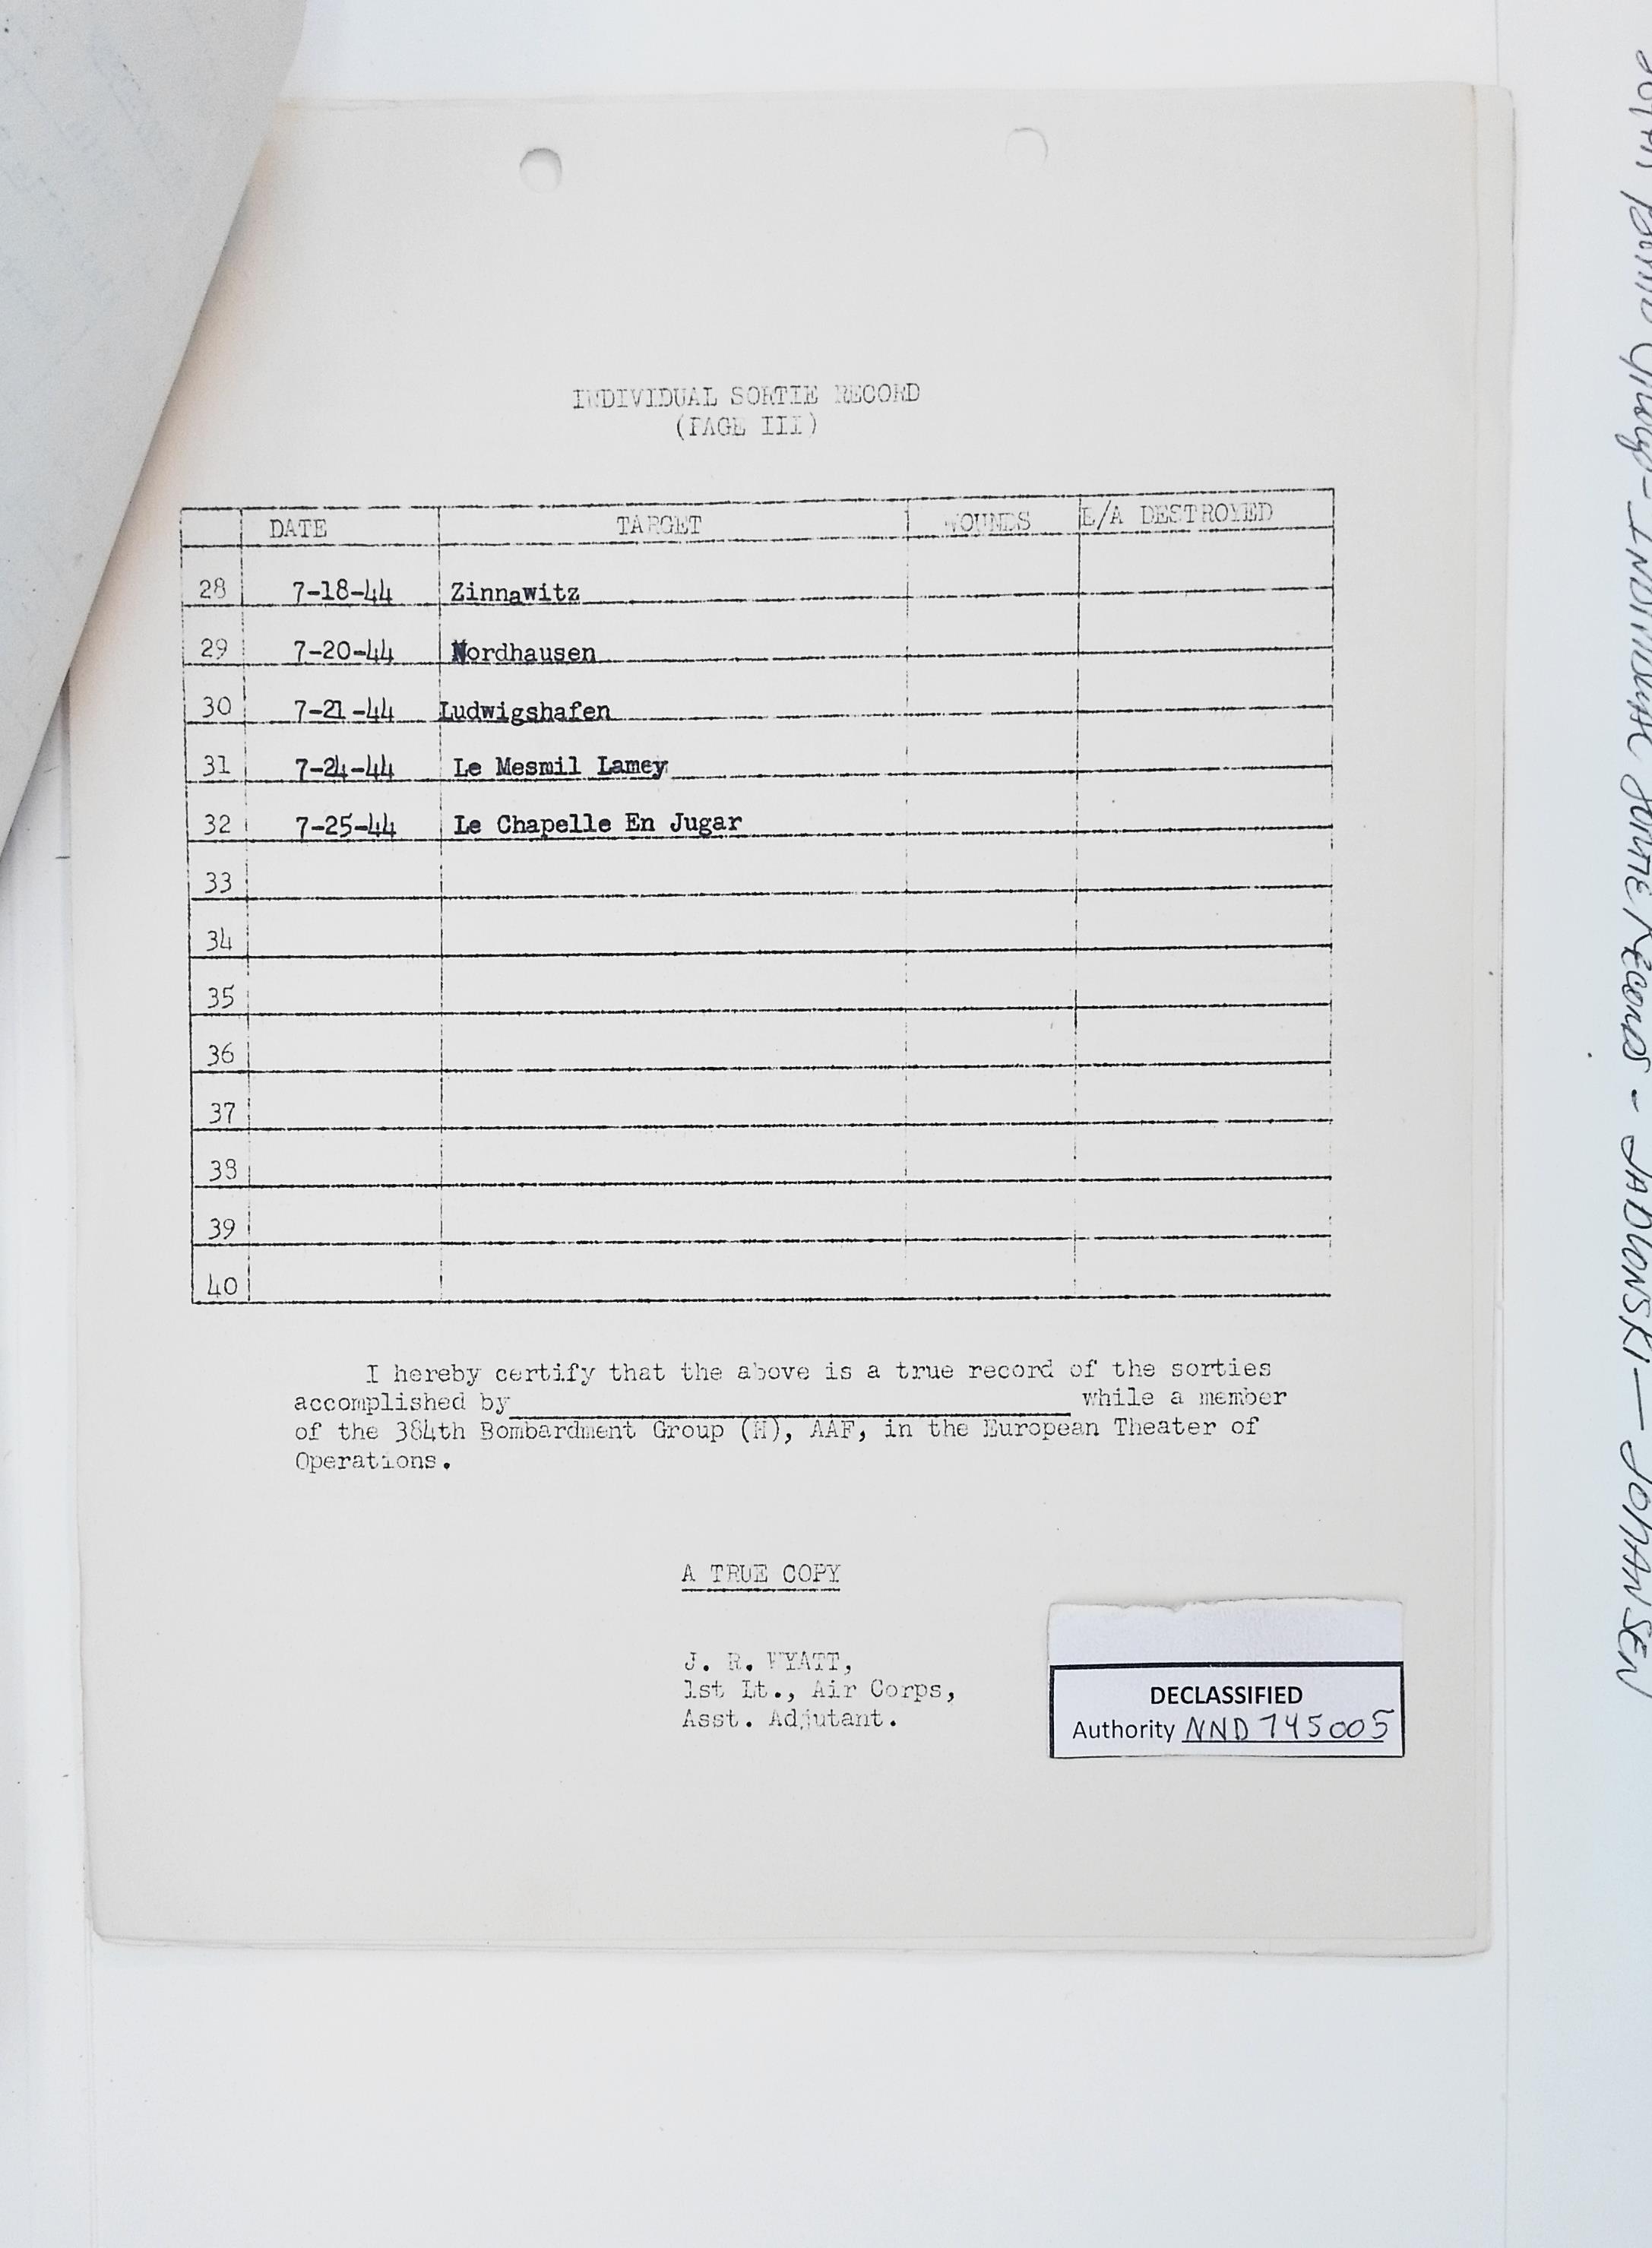 INDIVIDUAL SORTIE RECORD
(PAGE III)
DATE TARGET WOUNDS E/A DESTROYED
28 7-18-44 Zinnawitz
29 7-20-44 Nordhausen
30 7-21-44 Ludwigshafen
31 7-24-44 Le Mesmil Lamey
32 7-25-44 Le Chapelle En Jugar
33
34
35
36
37
38
39
40
I hereby certify that the above is a true record of the sorties
accomplished by while a member
of the 384th Bombardment Group (H), AAF, in the European Theater of
Operations.
A TRUE COPY
J. R. WYATT,
1st Lt., Air Corps,
Asst. Adjutant.
DECLASSIFIED
Authority NND 745005
Bomb Group - Individual Sortie Record - JADLONSKI — JOHANSEN